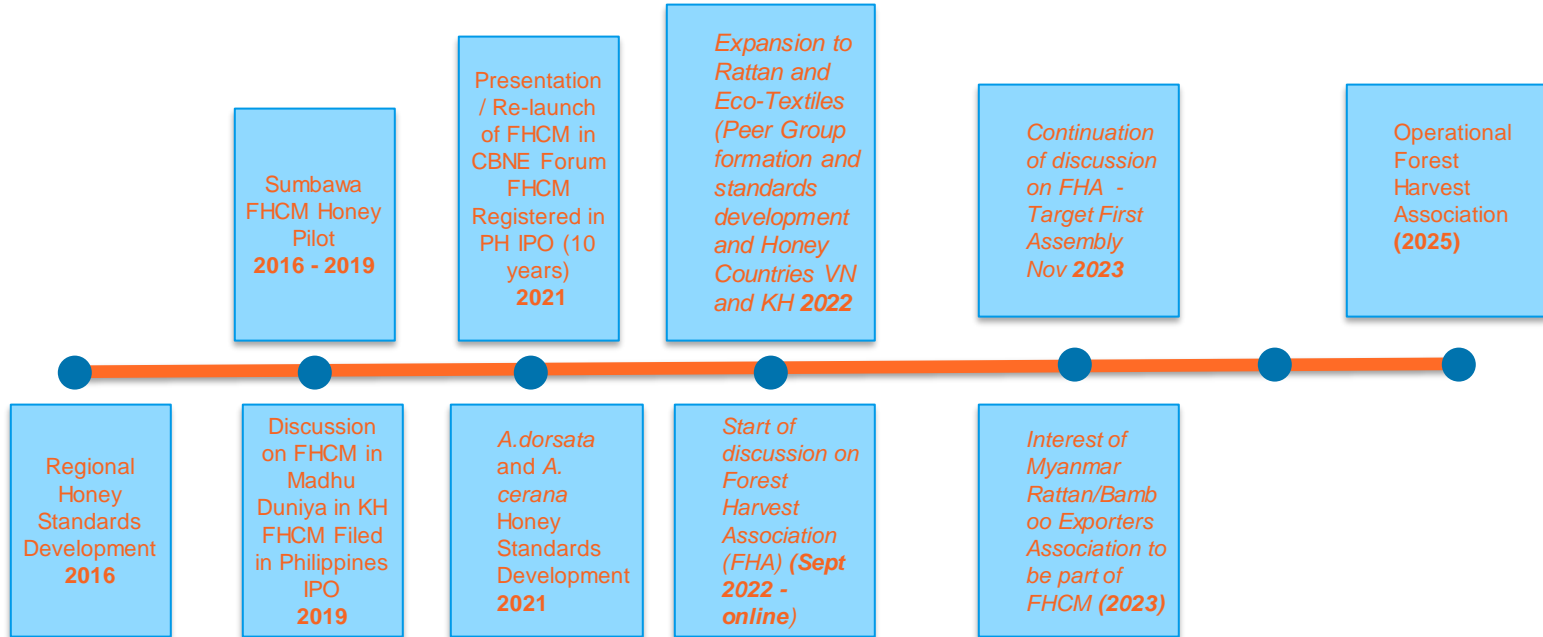 Sumbawa
FHCM Honey
Pilot
2016 - 2019
Presentation
/ Re-launch
of FHCM in
CBNE Forum
FHCM
Registered in
PH IPO (10
years)
2021
Expansion to
Rattan and
Eco-Textiles
(Peer Group
formation and
standards
development
and Honey
Countries VN
and KH 2022
Continuation
of discussion
on FHA -
Target First
Assembly
Nov 2023
Operational
Forest
Harvest
Association
(2025)
Regional
Honey
Standards
Development
2016
Discussion
on FHCM in
Madhu
Duniya in KH
FHCM Filed
in Philippines
IPO
2019
A.dorsata
and A.
cerana
Honey
Standards
Development
2021
Start of
discussion on
Forest
Harvest
Association
(FHA) (Sept
2022 -
online)
Interest of
Myanmar
Rattan/Bamb
oo Exporters
Association to
be part of
FHCM (2023)